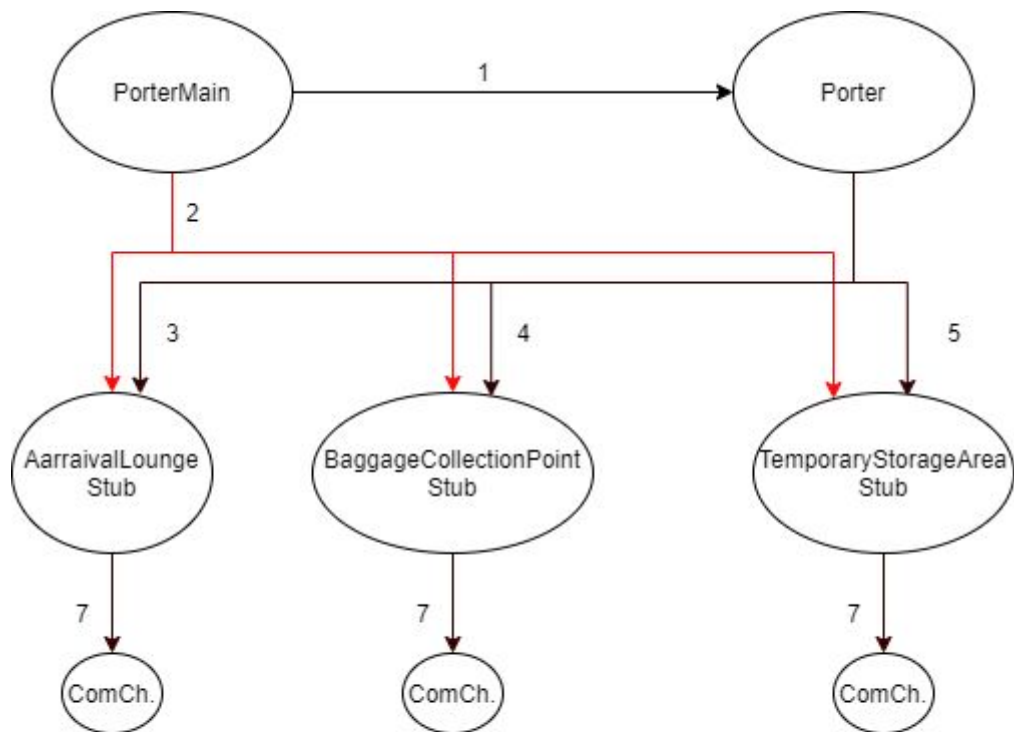 1
PorterMain
Porter
2
3
4
5
AarraivalLounge
Stub
BaggageCollectionPoint
Stub
TemporaryStorageArea
Stub
7
7
7
ComCh.
ComCh.
ComCh.